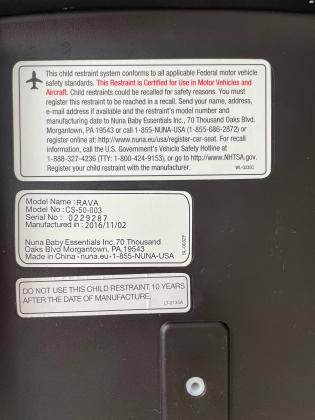 This child restraint system conforms to all applicable Federal motor vehicle
safety standards. This Restraint is Certified for Use in Motor Vehicles and
Aircraft. Child restraints could be recalled for safety reasons. You must
register this restraint to be reached in a recall. Send your name, address,
e-mail address if available and the restraint's model number and
manufacturing date to Nuna Baby Essentials, Inc., 70 Thousand Oaks Blvd.
Morgantown, PA 19543 or call 1-855-NUNA-USA (1-855-686-2872) or
register online at: http://www.nuna.eu/usa/register-car-seat. For recall
information, call the U.S. Government's Vehicle Safety Hotline at
1-888-327-4236 (TTY: 1-800-424-9153), or go to http://www.NHTSA.gov.
Register your child restraint with the manufacturer.
Model Name : RAVA
Model No : CS-50-003
Serial No : 0229287
Manufactured in : 2016/11/02
Nuna Baby Essentials Inc. 70 Thousand
Oaks Blvd Morgantown, PA.19543
Made in China · nuna.eu · 1-855-NUNA-USA
DO NOT USE THIS CHILD RESTRAINT 10 YEARS
AFTER THE DATE OF MANUFACTURE.